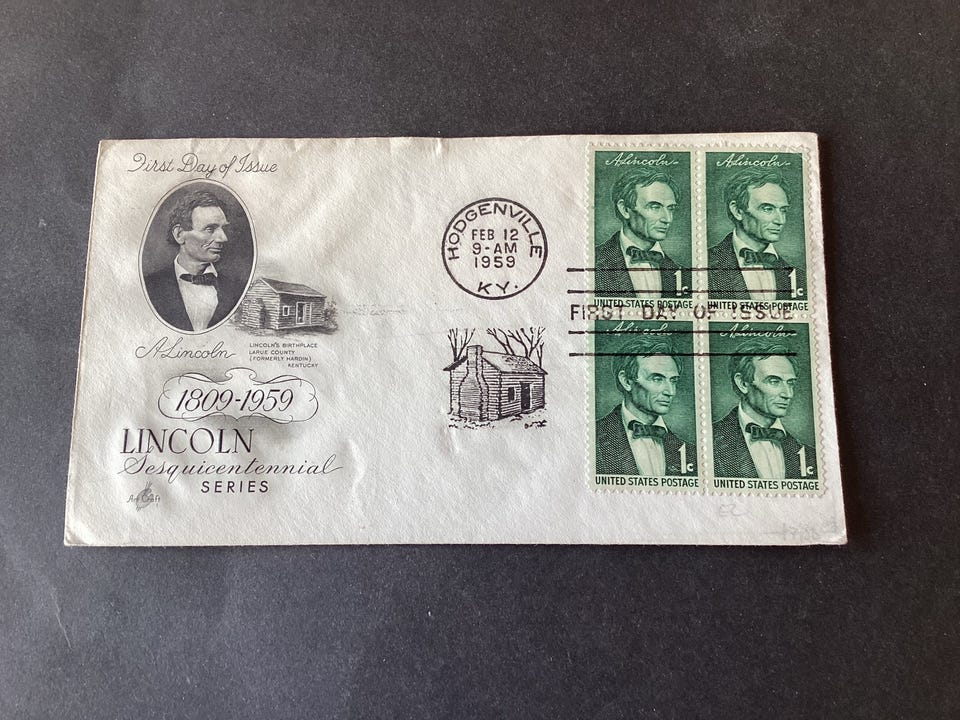 First Day of Issue
A. Lincoln
LINCOLN'S BIRTHPLACE
LARUE COUNTY
(FORMERLY HARDIN)
KENTUCKY
1809-1959
LINCOLN
Sesquicentennial
SERIES
Art Craft
HODGENVILLE
FEB 12
9-AM
1959
KY.
A. Lincoln
1c
UNITED STATES POSTAGE
A. Lincoln
1c
UNITED STATES POSTAGE
FIRST DAY OF ISSUE
A. Lincoln
1c
UNITED STATES POSTAGE
A. Lincoln
1c
UNITED STATES POSTAGE